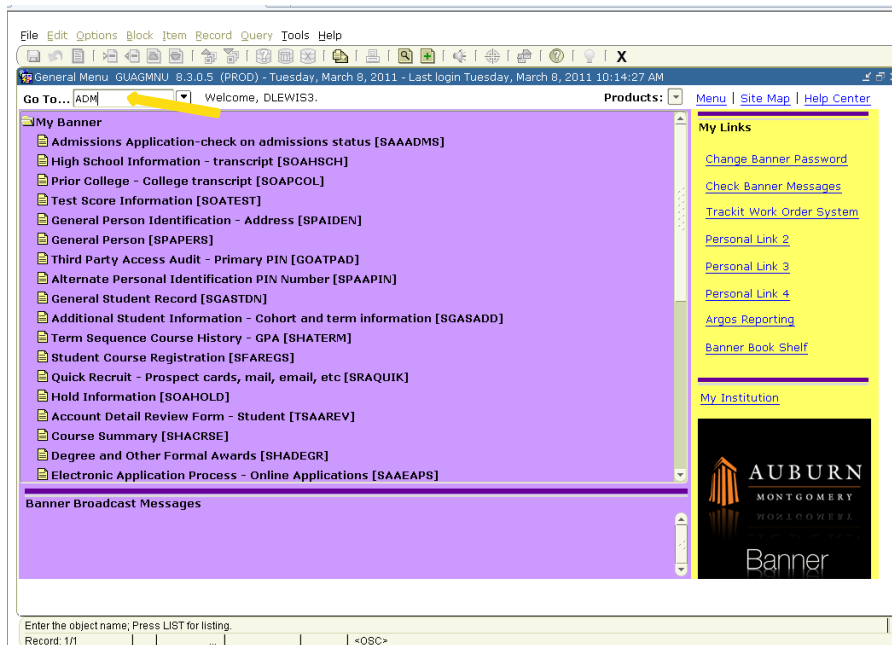 File Edit Options Block Item Record Query Tools Help
X
General Menu GUAGMNU 8.3.0.5 (PROD) - Tuesday, March 8, 2011 - Last login Tuesday, March 8, 2011 10:14:27 AM
Go To... ADM Welcome, DLEWIS3. Products: Menu | Site Map | Help Center
My Banner
Admissions Application-check on admissions status [SAAADMS]
High School Information - transcript [SOAHSCH]
Prior College - College transcript [SOAPCOL]
Test Score Information [SOATEST]
General Person Identification - Address [SPAIDEN]
General Person [SPAPERS]
Third Party Access Audit - Primary PIN [GOATPAD]
Alternate Personal Identification PIN Number [SPAAPIN]
General Student Record [SGASTDN]
Additional Student Information - Cohort and term information [SGASADD]
Term Sequence Course History - GPA [SHATERM]
Student Course Registration [SFAREGS]
Quick Recruit - Prospect cards, mail, email, etc [SRAQUIK]
Hold Information [SOAHOLD]
Account Detail Review Form - Student [TSAAREV]
Course Summary [SHACRSE]
Degree and Other Formal Awards [SHADEGR]
Electronic Application Process - Online Applications [SAAEAPS]
Banner Broadcast Messages
My Links
Change Banner Password
Check Banner Messages
Trackit Work Order System
Personal Link 2
Personal Link 3
Personal Link 4
Argos Reporting
Banner Book Shelf
My Institution
AUBURN
MONTGOMERY
Banner
Enter the object name; Press LIST for listing.
Record: 1/1 ... <OSC>